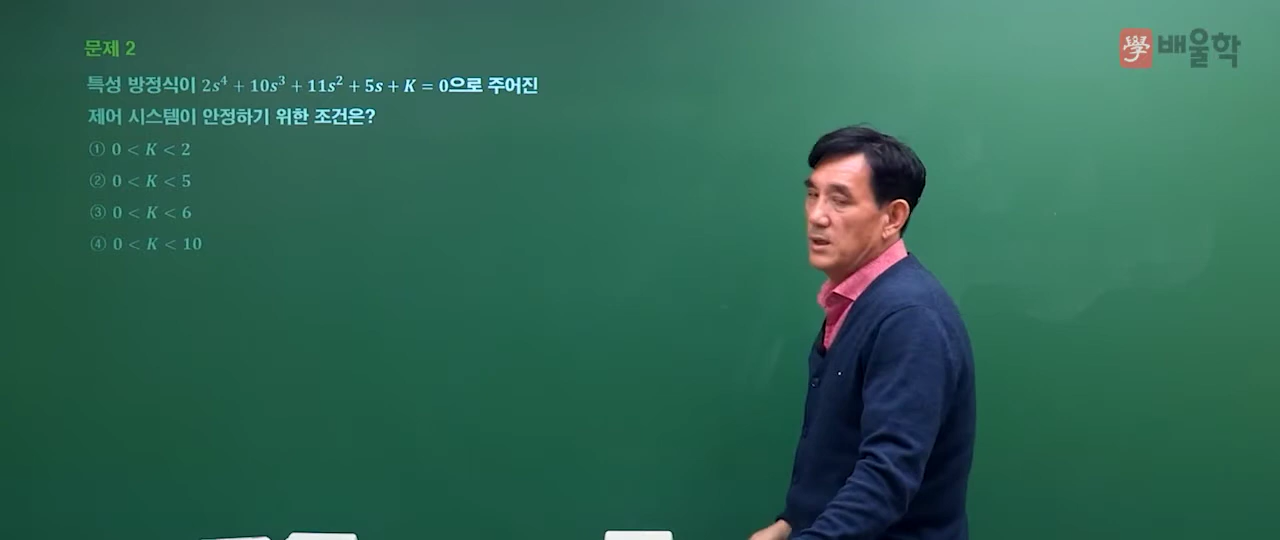 學 배울학
문제 2
특성 방정식이 2s⁴ + 10s³ + 11s² + 5s + K = 0으로 주어진
제어 시스템이 안정하기 위한 조건은?
① 0 < K < 2
② 0 < K < 5
③ 0 < K < 6
④ 0 < K < 10